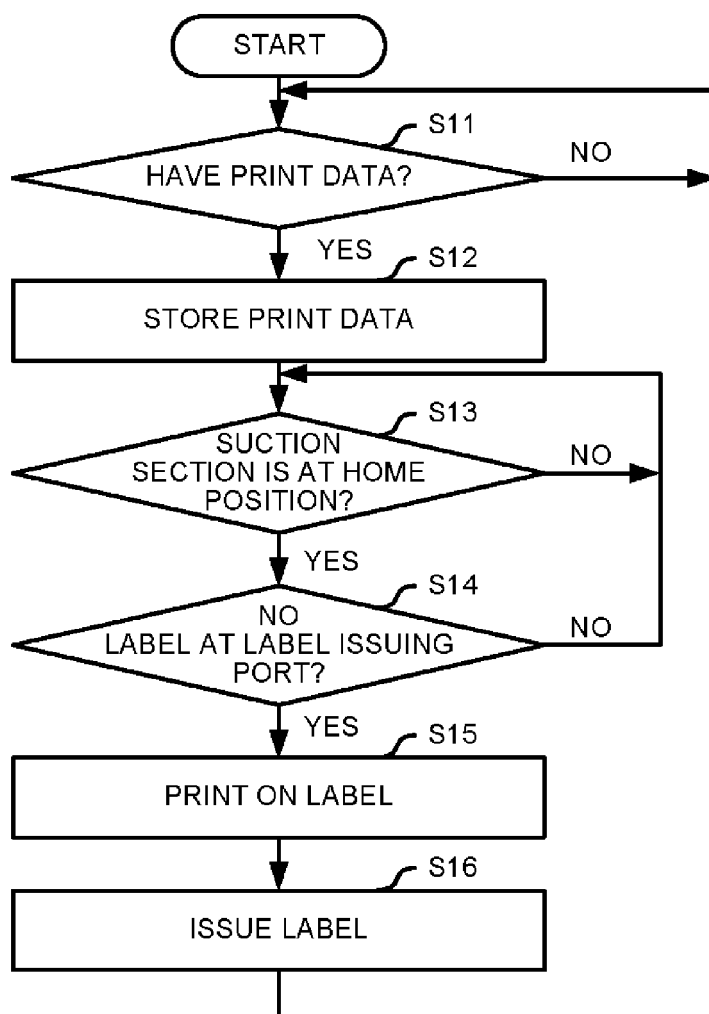 START
S11
HAVE PRINT DATA?
NO
YES
S12
STORE PRINT DATA
S13
SUCTION
SECTION IS AT HOME
POSITION?
NO
YES
S14
NO
LABEL AT LABEL ISSUING
PORT?
NO
YES
S15
PRINT ON LABEL
S16
ISSUE LABEL